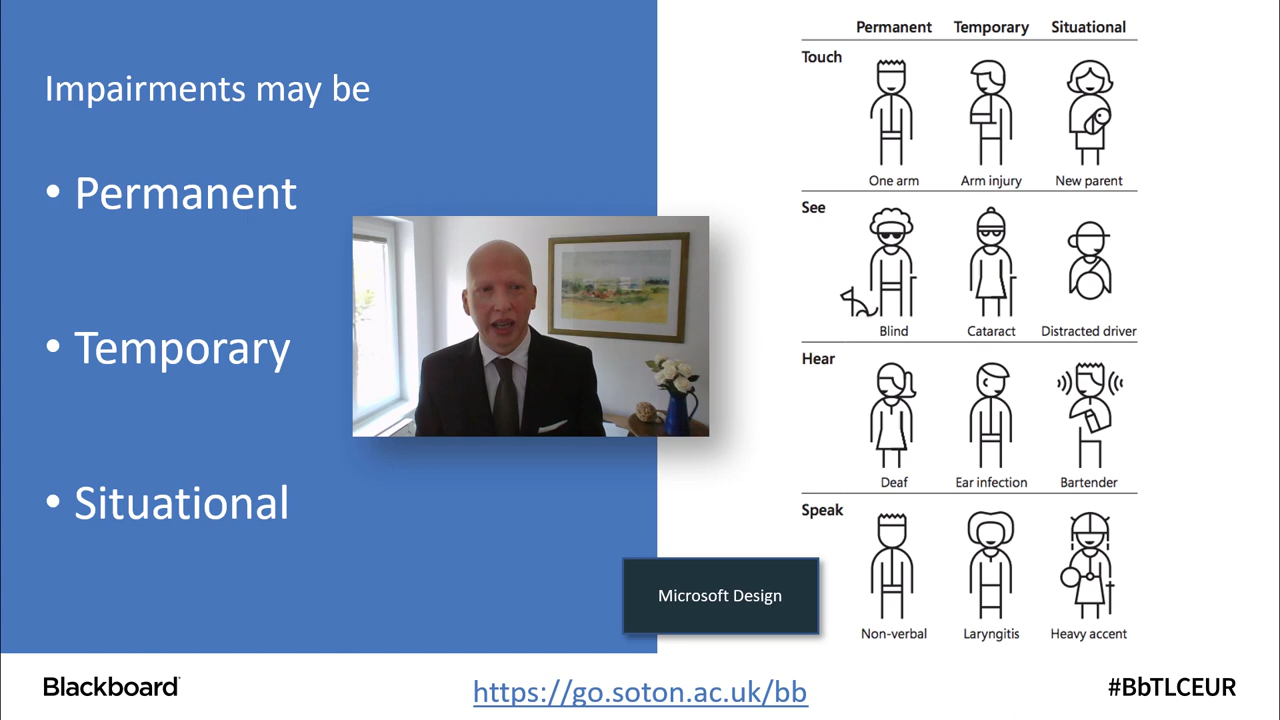 Impairments may be
• Permanent
• Temporary
• Situational
Microsoft Design
Permanent Temporary Situational
Touch
One arm Arm injury New parent
See
Blind Cataract Distracted driver
Hear
Deaf Ear infection Bartender
Speak
Non-verbal Laryngitis Heavy accent
Blackboard
https://go.soton.ac.uk/bb
#BbTLCEUR